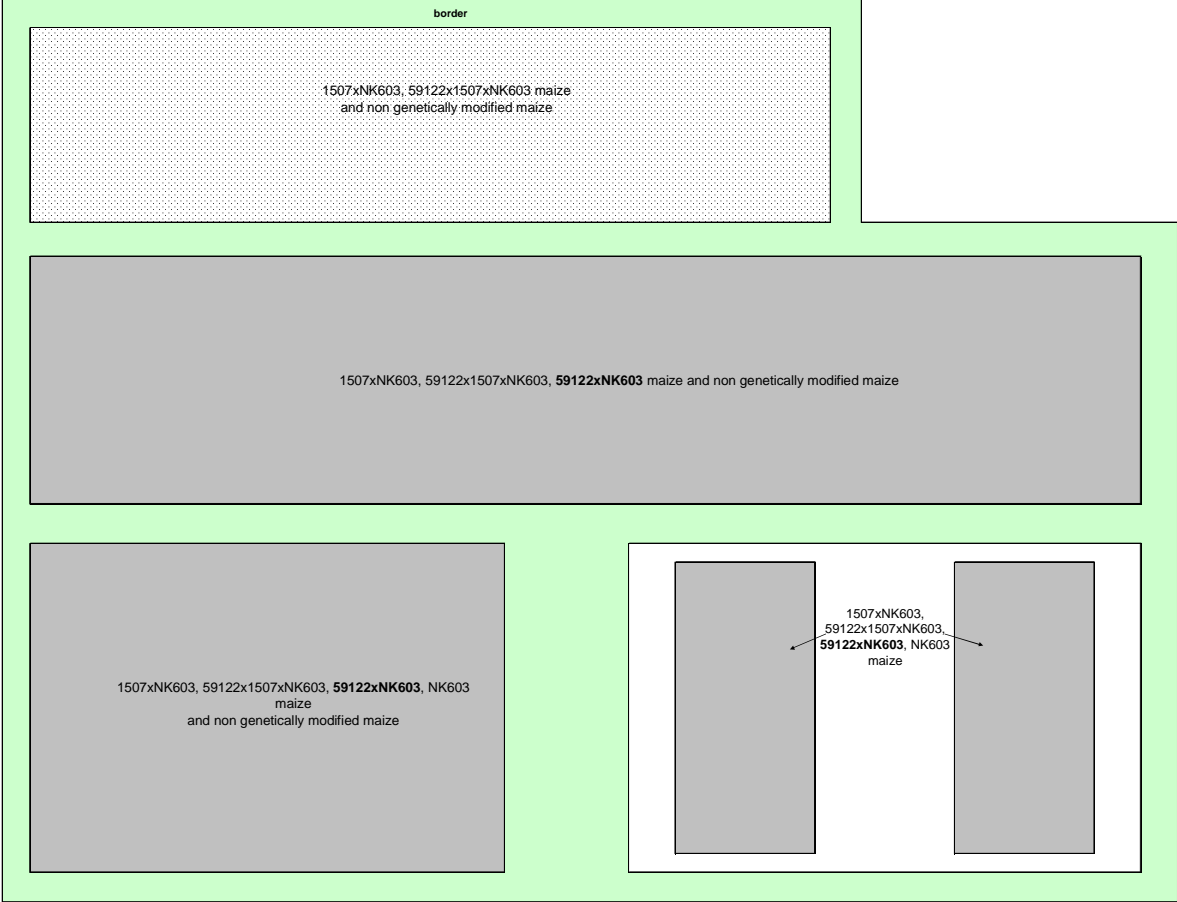 border
1507xNK603, 59122x1507xNK603 maize
and non genetically modified maize
1507xNK603, 59122x1507xNK603, 59122xNK603 maize and non genetically modified maize
1507xNK603, 59122x1507xNK603, 59122xNK603, NK603
maize
and non genetically modified maize
1507xNK603,
59122x1507xNK603,
59122xNK603, NK603
maize